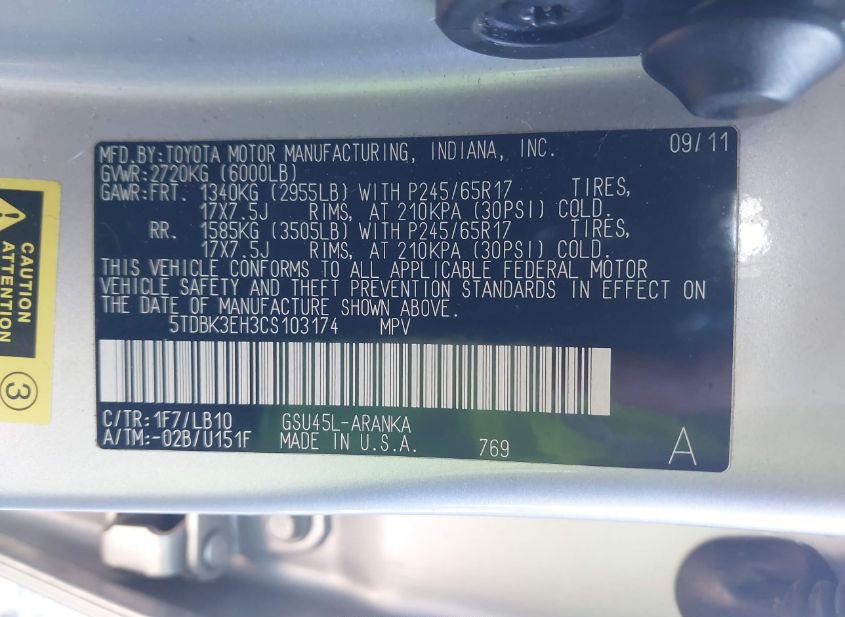 MFD. BY: TOYOTA MOTOR MANUFACTURING, INDIANA, INC. 09/11
GVWR: 2720KG (6000LB)
GAWR: FRT. 1340KG (2955LB) WITH P245/65R17 TIRES,
17X7.5J RIMS, AT 210KPA (30PSI) COLD.
RR. 1585KG (3505LB) WITH P245/65R17 TIRES,
17X7.5J RIMS, AT 210KPA (30PSI) COLD.
THIS VEHICLE CONFORMS TO ALL APPLICABLE FEDERAL MOTOR
VEHICLE SAFETY AND THEFT PREVENTION STANDARDS IN EFFECT ON
THE DATE OF MANUFACTURE SHOWN ABOVE.
5TDBK3EH3CS103174 MPV
C/TR: 1F7/LB10 GSU45L-ARANKA
A/TM: -02B/U151F MADE IN U.S.A. 769 A
CAUTION
ATTENTION
3